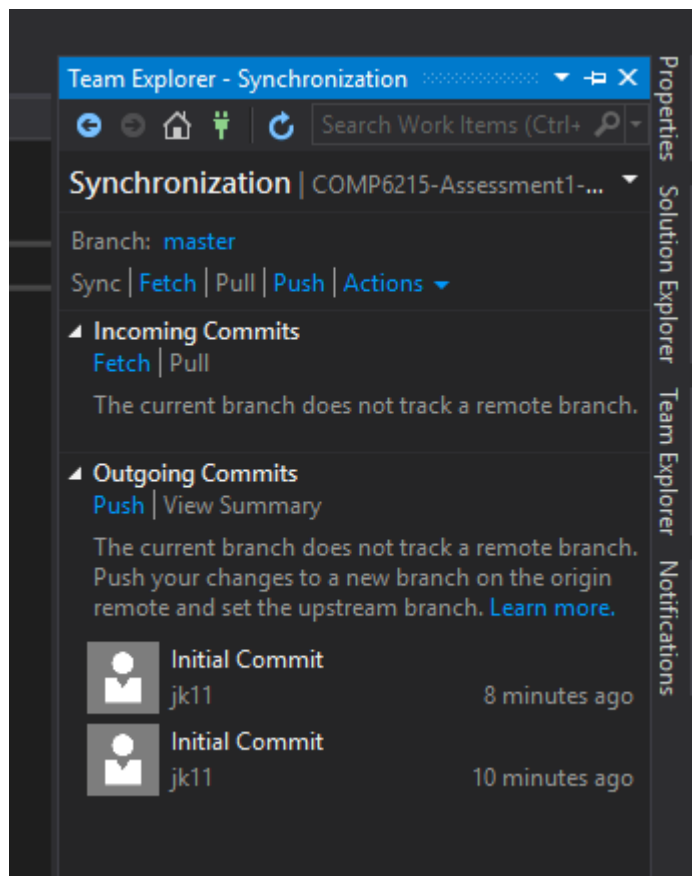 Team Explorer - Synchronization
Search Work Items (Ctrl+
Synchronization | COMP6215-Assessment1-...
Branch: master
Sync | Fetch | Pull | Push | Actions
Incoming Commits
Fetch | Pull
The current branch does not track a remote branch.
Outgoing Commits
Push | View Summary
The current branch does not track a remote branch.
Push your changes to a new branch on the origin
remote and set the upstream branch. Learn more.
Initial Commit
jk11 8 minutes ago
Initial Commit
jk11 10 minutes ago
Properties
Solution Explorer
Team Explorer
Notifications